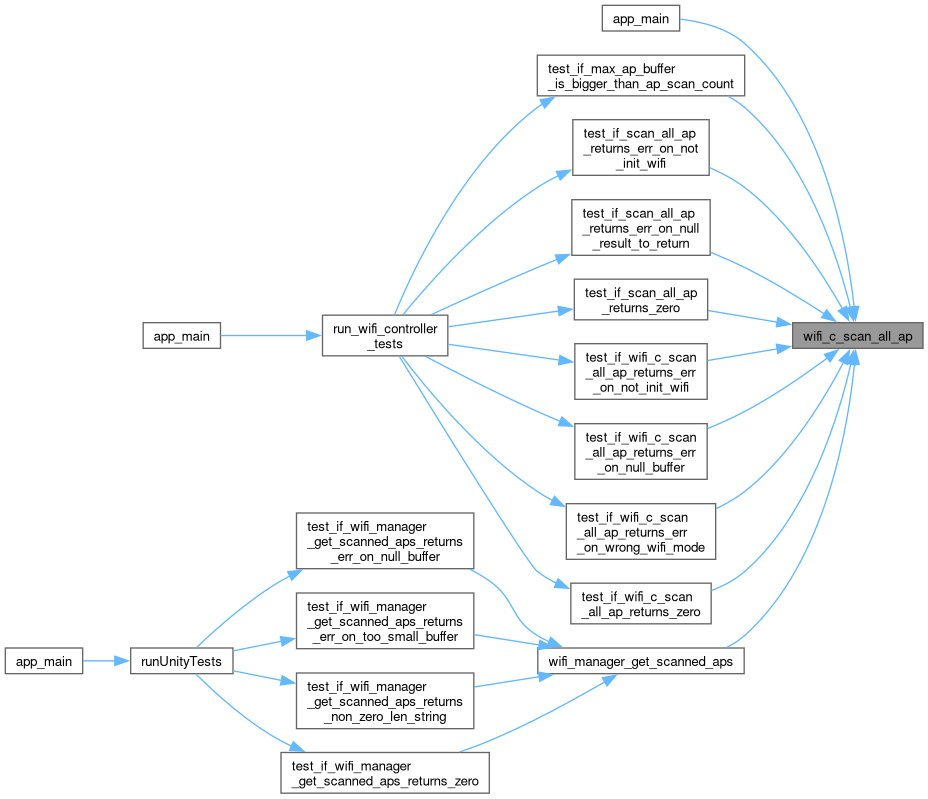 app_main
test_if_max_ap_buffer
_is_bigger_than_ap_scan_count
test_if_scan_all_ap
_returns_err_on_not
_init_wifi
test_if_scan_all_ap
_returns_err_on_null
_result_to_return
test_if_scan_all_ap
_returns_zero
app_main
run_wifi_controller
_tests
wifi_c_scan_all_ap
test_if_wifi_c_scan
_all_ap_returns_err
_on_not_init_wifi
test_if_wifi_c_scan
_all_ap_returns_err
_on_null_buffer
test_if_wifi_c_scan
_all_ap_returns_err
_on_wrong_wifi_mode
test_if_wifi_manager
_get_scanned_aps_returns
_err_on_null_buffer
test_if_wifi_c_scan
_all_ap_returns_zero
test_if_wifi_manager
_get_scanned_aps_returns
_err_on_too_small_buffer
app_main
runUnityTests
wifi_manager_get_scanned_aps
test_if_wifi_manager
_get_scanned_aps_returns
_non_zero_len_string
test_if_wifi_manager
_get_scanned_aps_returns_zero